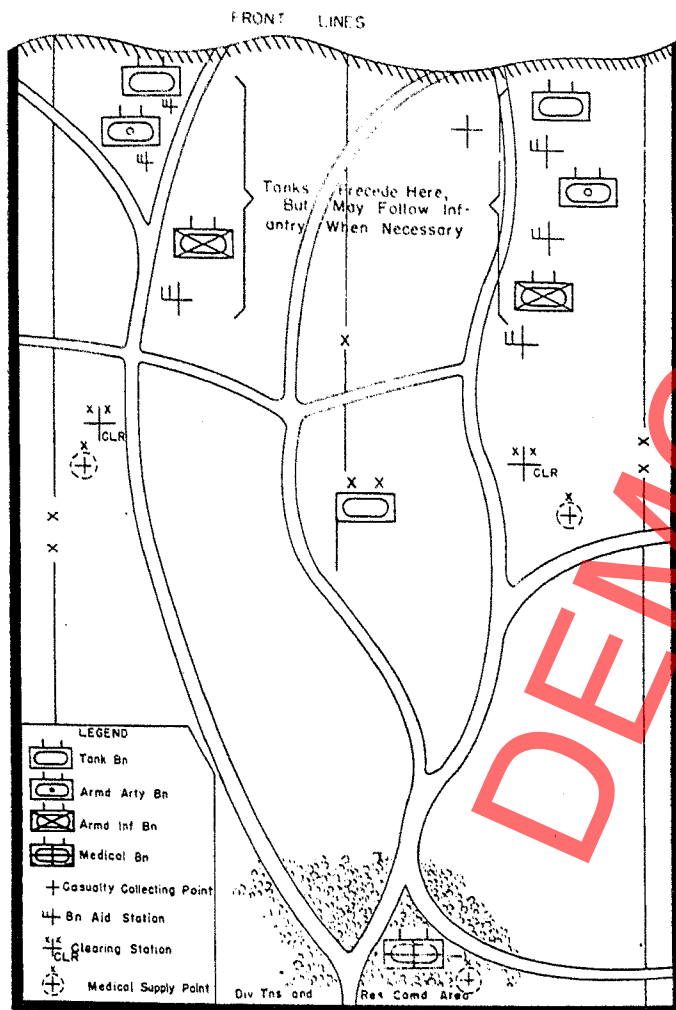 FRONT LINES
Tanks Precede Here,
But May Follow Inf-
antry When Necessary
X
X X
CLR
X
X X
CLR
X
X X
X
X
X
X
LEGEND
Tank Bn
Armd Arty Bn
Armd Inf Bn
Medical Bn
Casualty Collecting Point
Bn Aid Station
X X
CLR
Clearing Station
X
Medical Supply Point
X
Div Tns and Res Comd Area
DEMO